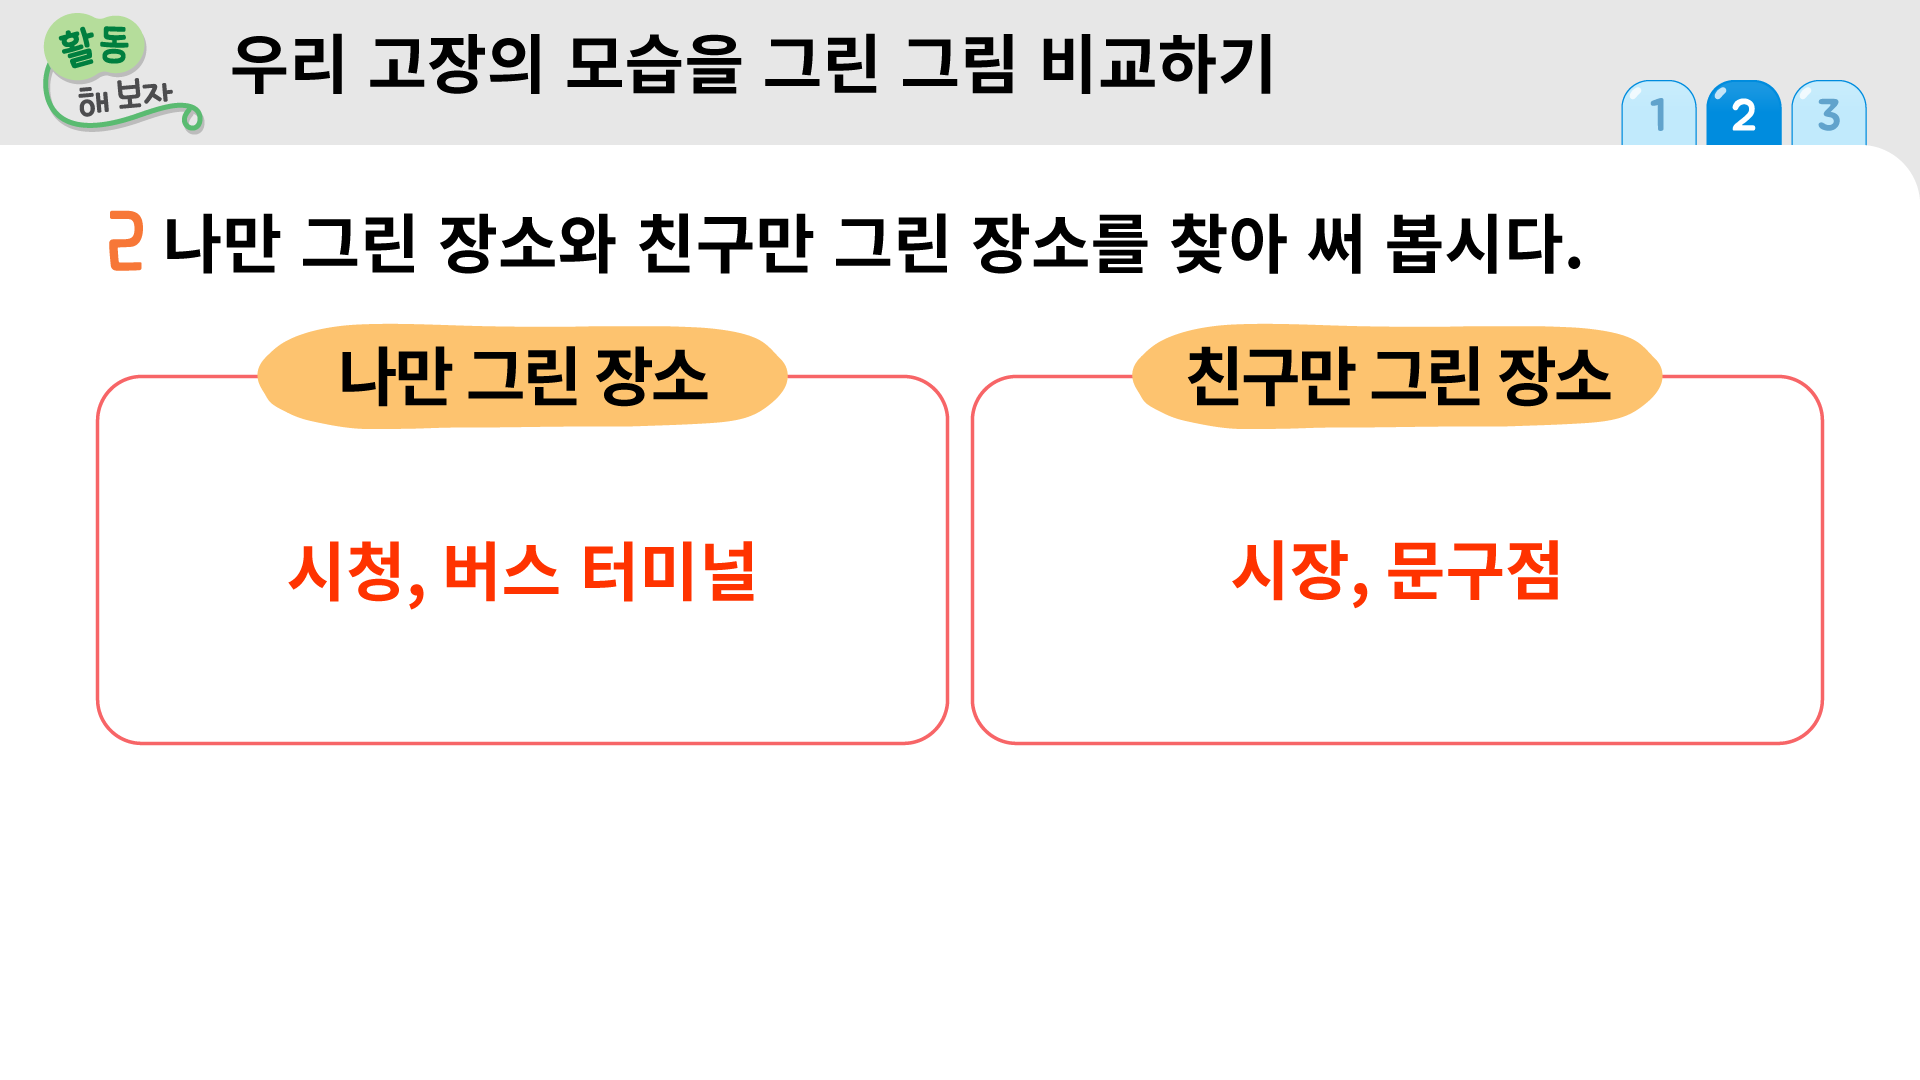 활동
해 보자
우리 고장의 모습을 그린 그림 비교하기
1 2 3
2 나만 그린 장소와 친구만 그린 장소를 찾아 써 봅시다.
나만 그린 장소
시청, 버스 터미널
친구만 그린 장소
시장, 문구점